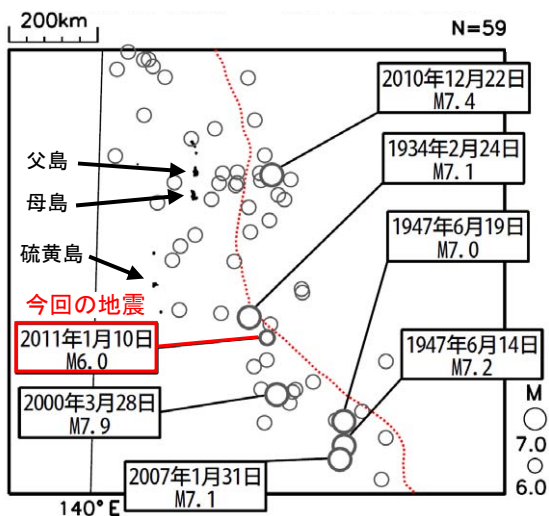 200km
N=59
2010年12月22日
M7.4
1934年2月24日
M7.1
父島
母島
1947年6月19日
M7.0
硫黄島
今回の地震
2011年1月10日
M6.0
1947年6月14日
M7.2
2000年3月28日
M7.9
M
7.0
6.0
2007年1月31日
M7.1
140°E